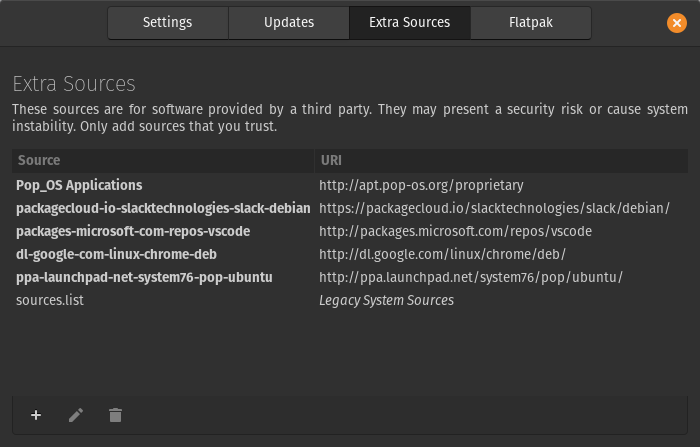 Settings Updates Extra Sources Flatpak
Extra Sources
These sources are for software provided by a third party. They may present a security risk or cause system
instability. Only add sources that you trust.
Source URI
Pop_OS Applications http://apt.pop-os.org/proprietary
packagecloud-io-slacktechnologies-slack-debian https://packagecloud.io/slacktechnologies/slack/debian/
packages-microsoft-com-repos-vscode http://packages.microsoft.com/repos/vscode
dl-google-com-linux-chrome-deb http://dl.google.com/linux/chrome/deb/
ppa-launchpad-net-system76-pop-ubuntu http://ppa.launchpad.net/system76/pop/ubuntu/
sources.list Legacy System Sources